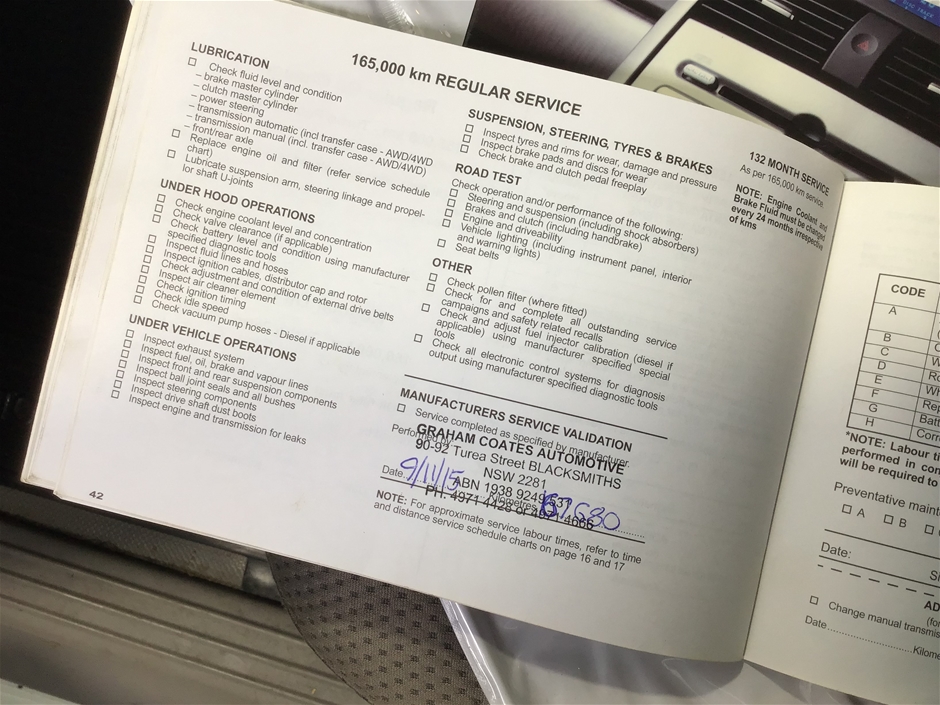 165,000 km REGULAR SERVICE
LUBRICATION
Check fluid level and condition
– brake master cylinder
– clutch master cylinder
– power steering
– transmission automatic (incl transfer case - AWD/4WD
– transmission manual (incl. transfer case - AWD/4WD)
– front/rear axle
Replace engine oil and filter (refer service schedule
chart)
Lubricate suspension arm, steering linkage and propel-
lor shaft U-joints
UNDER HOOD OPERATIONS
Check engine coolant level and concentration
Check valve clearance (if applicable)
Check battery level and condition using manufacturer
specified diagnostic tools
Inspect fluid lines and hoses
Inspect ignition cables, distributor cap and rotor
Check adjustment and condition of external drive belts
Inspect air cleaner element
Check ignition timing
Check idle speed
Check vacuum pump hoses - Diesel if applicable
UNDER VEHICLE OPERATIONS
Inspect exhaust system
Inspect fuel, oil, brake and vapour lines
Inspect front and rear suspension components
Inspect ball joint seals and all bushes
Inspect steering components
Inspect drive shaft dust boots
Inspect engine and transmission for leaks
42
SUSPENSION, STEERING, TYRES & BRAKES
Inspect tyres and rims for wear, damage and pressure
Inspect brake pads and discs for wear
Check brake and clutch pedal freeplay
ROAD TEST
Check operation and/or performance of the following:
Steering and suspension (including shock absorbers)
Brakes and clutch (including handbrake)
Engine and driveability
Vehicle lighting (including instrument panel, interior
and warning lights)
Seat belts
OTHER
Check pollen filter (where fitted)
Check for and complete all outstanding service
campaigns and safety related recalls
Check and adjust fuel injector calibration (diesel if
applicable) using manufacturer specified special
tools
Check all electronic control systems for diagnosis
output using manufacturer specified diagnostic tools
MANUFACTURERS SERVICE VALIDATION
Service completed as specified by manufacturer.
Performed by
GRAHAM COATES AUTOMOTIVE
90-92 Turea Street BLACKSMITHS
NSW 2281
Date: 9/11/15
Kilometres
PH: 4971 4428 or 4971 4666
NOTE: For approximate service labour times, refer to time
and distance service schedule charts on page 16 and 17
132 MONTH SERVICE
As per 165,000 km service.
NOTE: Engine Coolant, and
Brake Fluid must be changed
every 24 months irrespective
of kms
CODE
A
B
C
D
E
F
G
H
*NOTE: Labour
performed in
will be required to
Preventative
A B
Date:
Change manual
Date